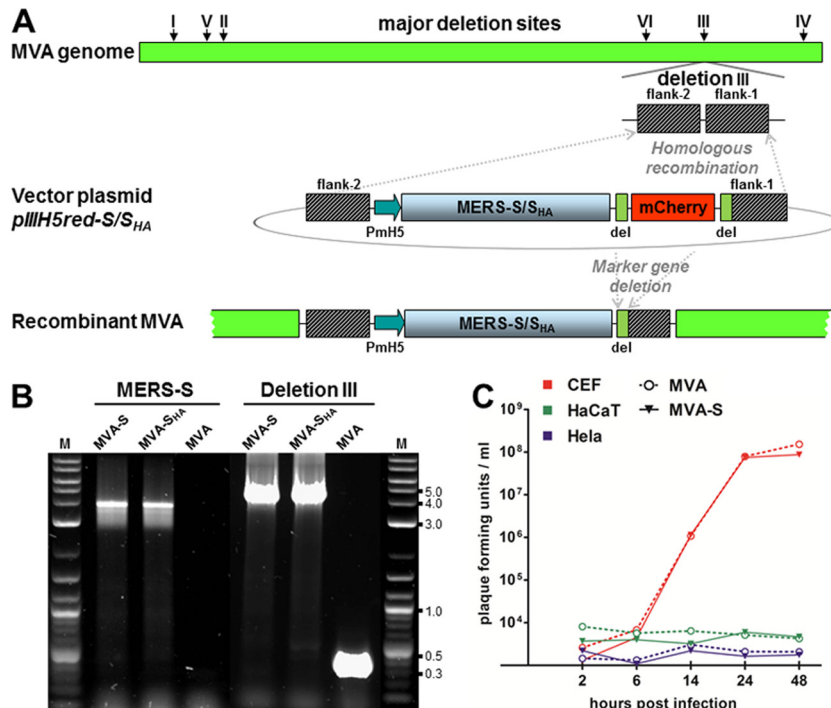 A
I V II major deletion sites VI III IV
MVA genome
deletion III
flank-2 flank-1
Homologous
recombination
Vector plasmid
pIIIH5red-S/SHA
flank-2 MERS-S/SHA mCherry flank-1
PmH5 del del
Marker gene
deletion
Recombinant MVA
MERS-S/SHA
PmH5 del
B
MERS-S Deletion III
M MVA-S MVA-SHA MVA MVA-S MVA-SHA MVA M
5.0
4.0
3.0
1.0
0.5
0.3
C
CEF MVA
HaCaT MVA-S
Hela
plaque forming units / ml
10⁹
10⁸
10⁷
10⁶
10⁵
10⁴
2 6 14 24 48
hours post infection